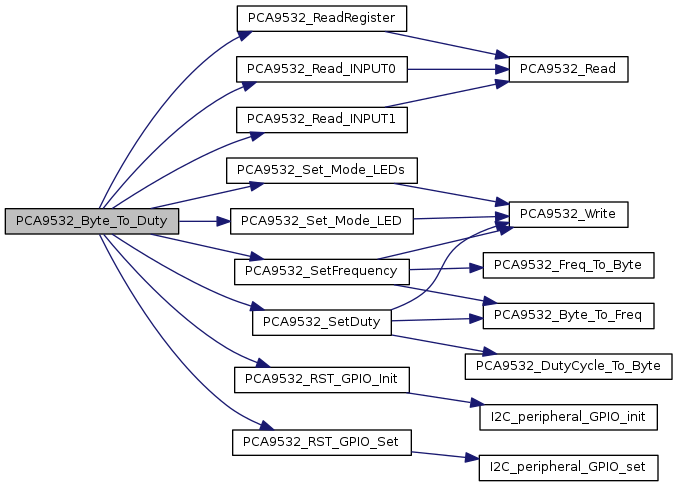 PCA9532_Byte_To_Duty
PCA9532_ReadRegister
PCA9532_Read_INPUT0
PCA9532_Read_INPUT1
PCA9532_Set_Mode_LEDs
PCA9532_Set_Mode_LED
PCA9532_SetFrequency
PCA9532_SetDuty
PCA9532_RST_GPIO_Init
PCA9532_RST_GPIO_Set
PCA9532_Read
PCA9532_Write
PCA9532_Freq_To_Byte
PCA9532_Byte_To_Freq
PCA9532_DutyCycle_To_Byte
I2C_peripheral_GPIO_init
I2C_peripheral_GPIO_set